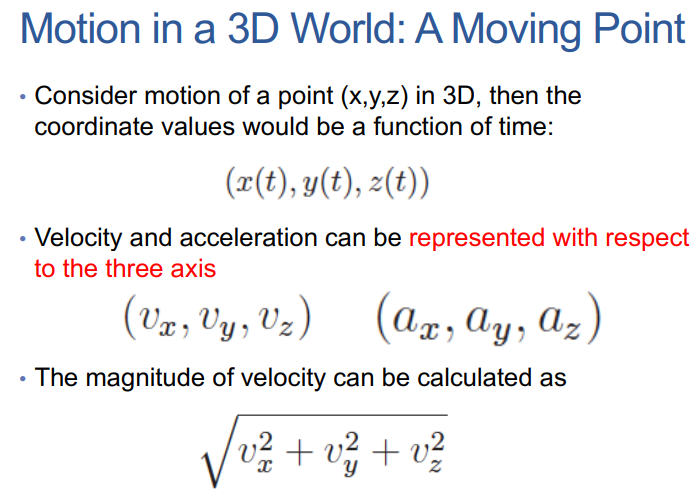 Motion in a 3D World: A Moving Point
• Consider motion of a point (x,y,z) in 3D, then the
coordinate values would be a function of time:
(x(t), y(t), z(t))
• Velocity and acceleration can be represented with respect
to the three axis
(v_x, v_y, v_z) (a_x, a_y, a_z)
• The magnitude of velocity can be calculated as
√(v_x^2 + v_y^2 + v_z^2)